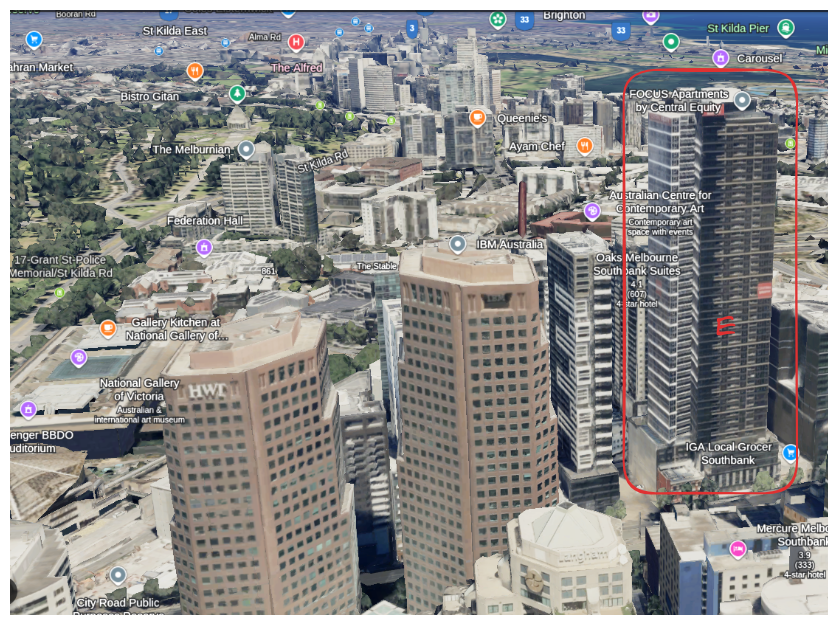 Booran Rd
St Kilda East
Alma Rd
3
33
Brighton
33
St Kilda Pier
Carousel
ahran Market
The Alfred
Bistro Gitan
FOCUS Apartments
by Central Equity
Queenie's
The Melburnian
St Kilda Rd
Ayam Chef
Federation Hall
Australian Centre for
Contemporary Art
Contemporary art
space with events
IBM Australia
17-Grant St-Police
Memorial/St Kilda Rd
861
The Stable
Oaks Melbourne
Southbank Suites
4.1
(607)
4-star hotel
E
Gallery Kitchen at
National Gallery of...
National Gallery
of Victoria
Australian &
international art museum
HWT
enger BBDO
uditorium
IGA Local Grocer
Southbank
Mercure Melbo
Southbank
3.9
(333)
4-star hotel
City Road Public